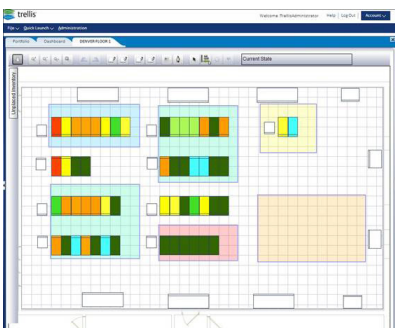 trellis
Welcome TrellisAdministrator Help | Log Out Account
File Quick Launch Administration
Portfolio Dashboard DENVER FLOOR 1
Current State
Unplaced Inventory